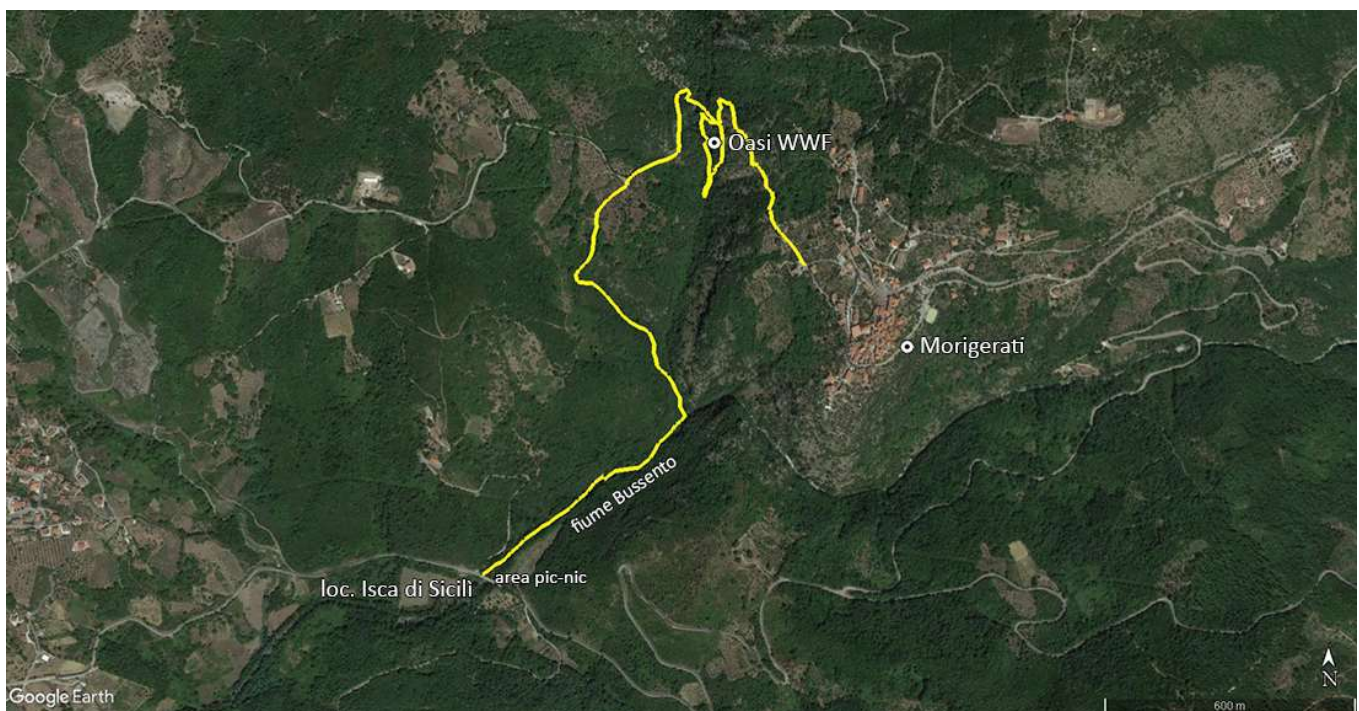 Oasi WWF
Morigerati
fiume Bussento
area pic-nic
loc. Isca di Sicilì
N
Google Earth
600 m